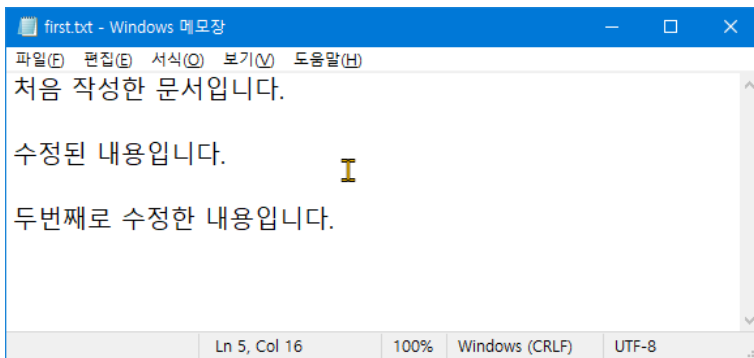 first.txt - Windows 메모장
파일(F) 편집(E) 서식(O) 보기(V) 도움말(H)
처음 작성한 문서입니다.
수정된 내용입니다.
두번째로 수정한 내용입니다.
Ln 5, Col 16 100% Windows (CRLF) UTF-8